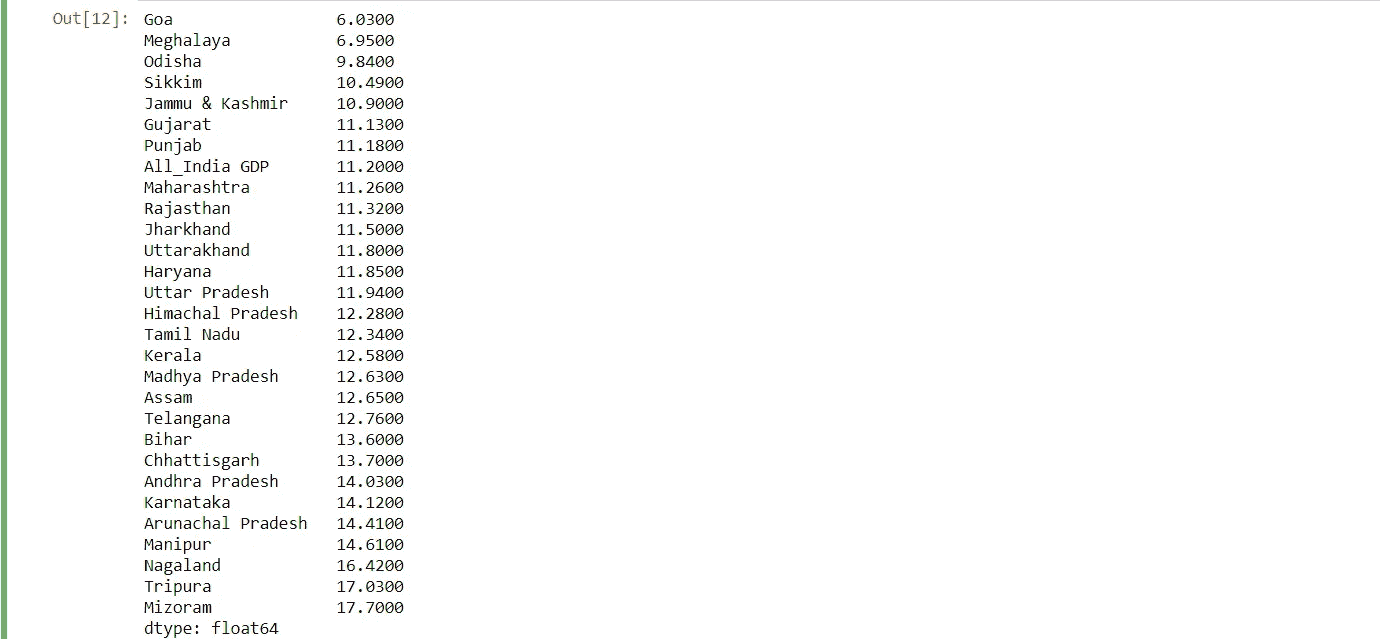 Out[12]: Goa 6.0300
Meghalaya 6.9500
Odisha 9.8400
Sikkim 10.4900
Jammu & Kashmir 10.9000
Gujarat 11.1300
Punjab 11.1800
All_India GDP 11.2000
Maharashtra 11.2600
Rajasthan 11.3200
Jharkhand 11.5000
Uttarakhand 11.8000
Haryana 11.8500
Uttar Pradesh 11.9400
Himachal Pradesh 12.2800
Tamil Nadu 12.3400
Kerala 12.5800
Madhya Pradesh 12.6300
Assam 12.6500
Telangana 12.7600
Bihar 13.6000
Chhattisgarh 13.7000
Andhra Pradesh 14.0300
Karnataka 14.1200
Arunachal Pradesh 14.4100
Manipur 14.6100
Nagaland 16.4200
Tripura 17.0300
Mizoram 17.7000
dtype: float64